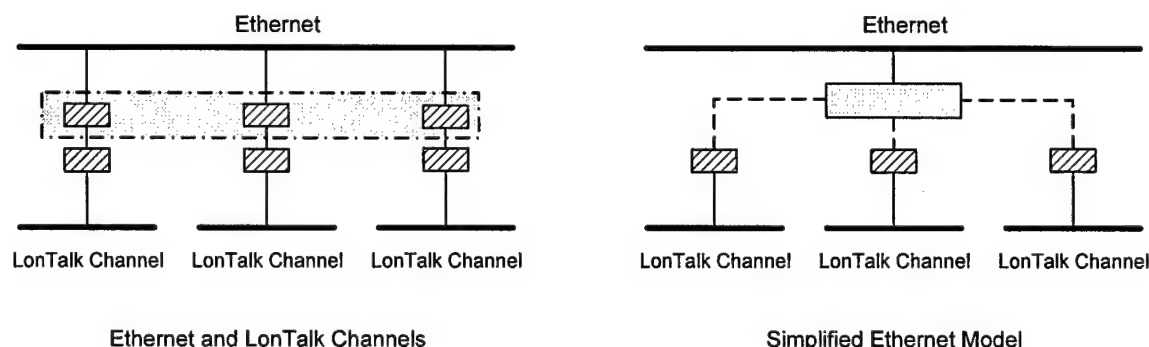 Ethernet
Ethernet
LonTalk Channel LonTalk Channel LonTalk Channel
LonTalk Channel LonTalk Channel LonTalk Channel
Ethernet and LonTalk Channels
Simplified Ethernet Model